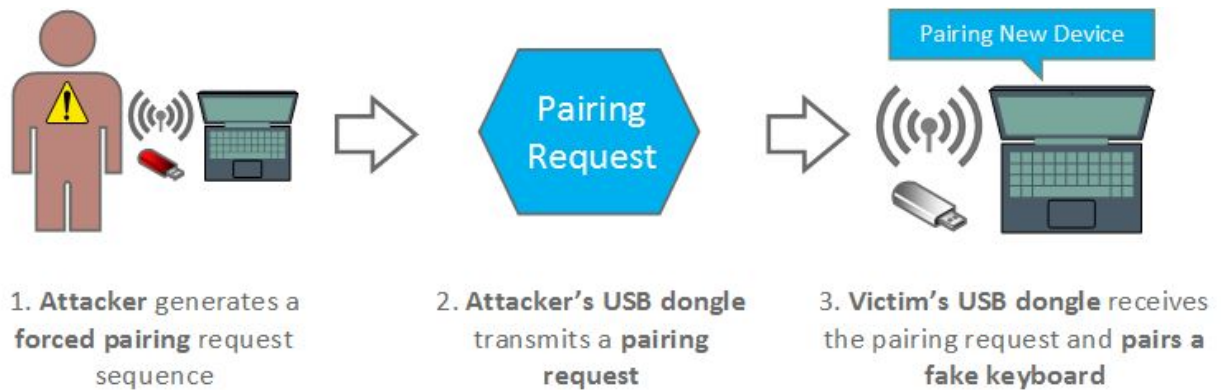 Pairing New Device
Pairing
Request
1. Attacker generates a
forced pairing request
sequence
2. Attacker's USB dongle
transmits a pairing
request
3. Victim's USB dongle receives
the pairing request and pairs a
fake keyboard